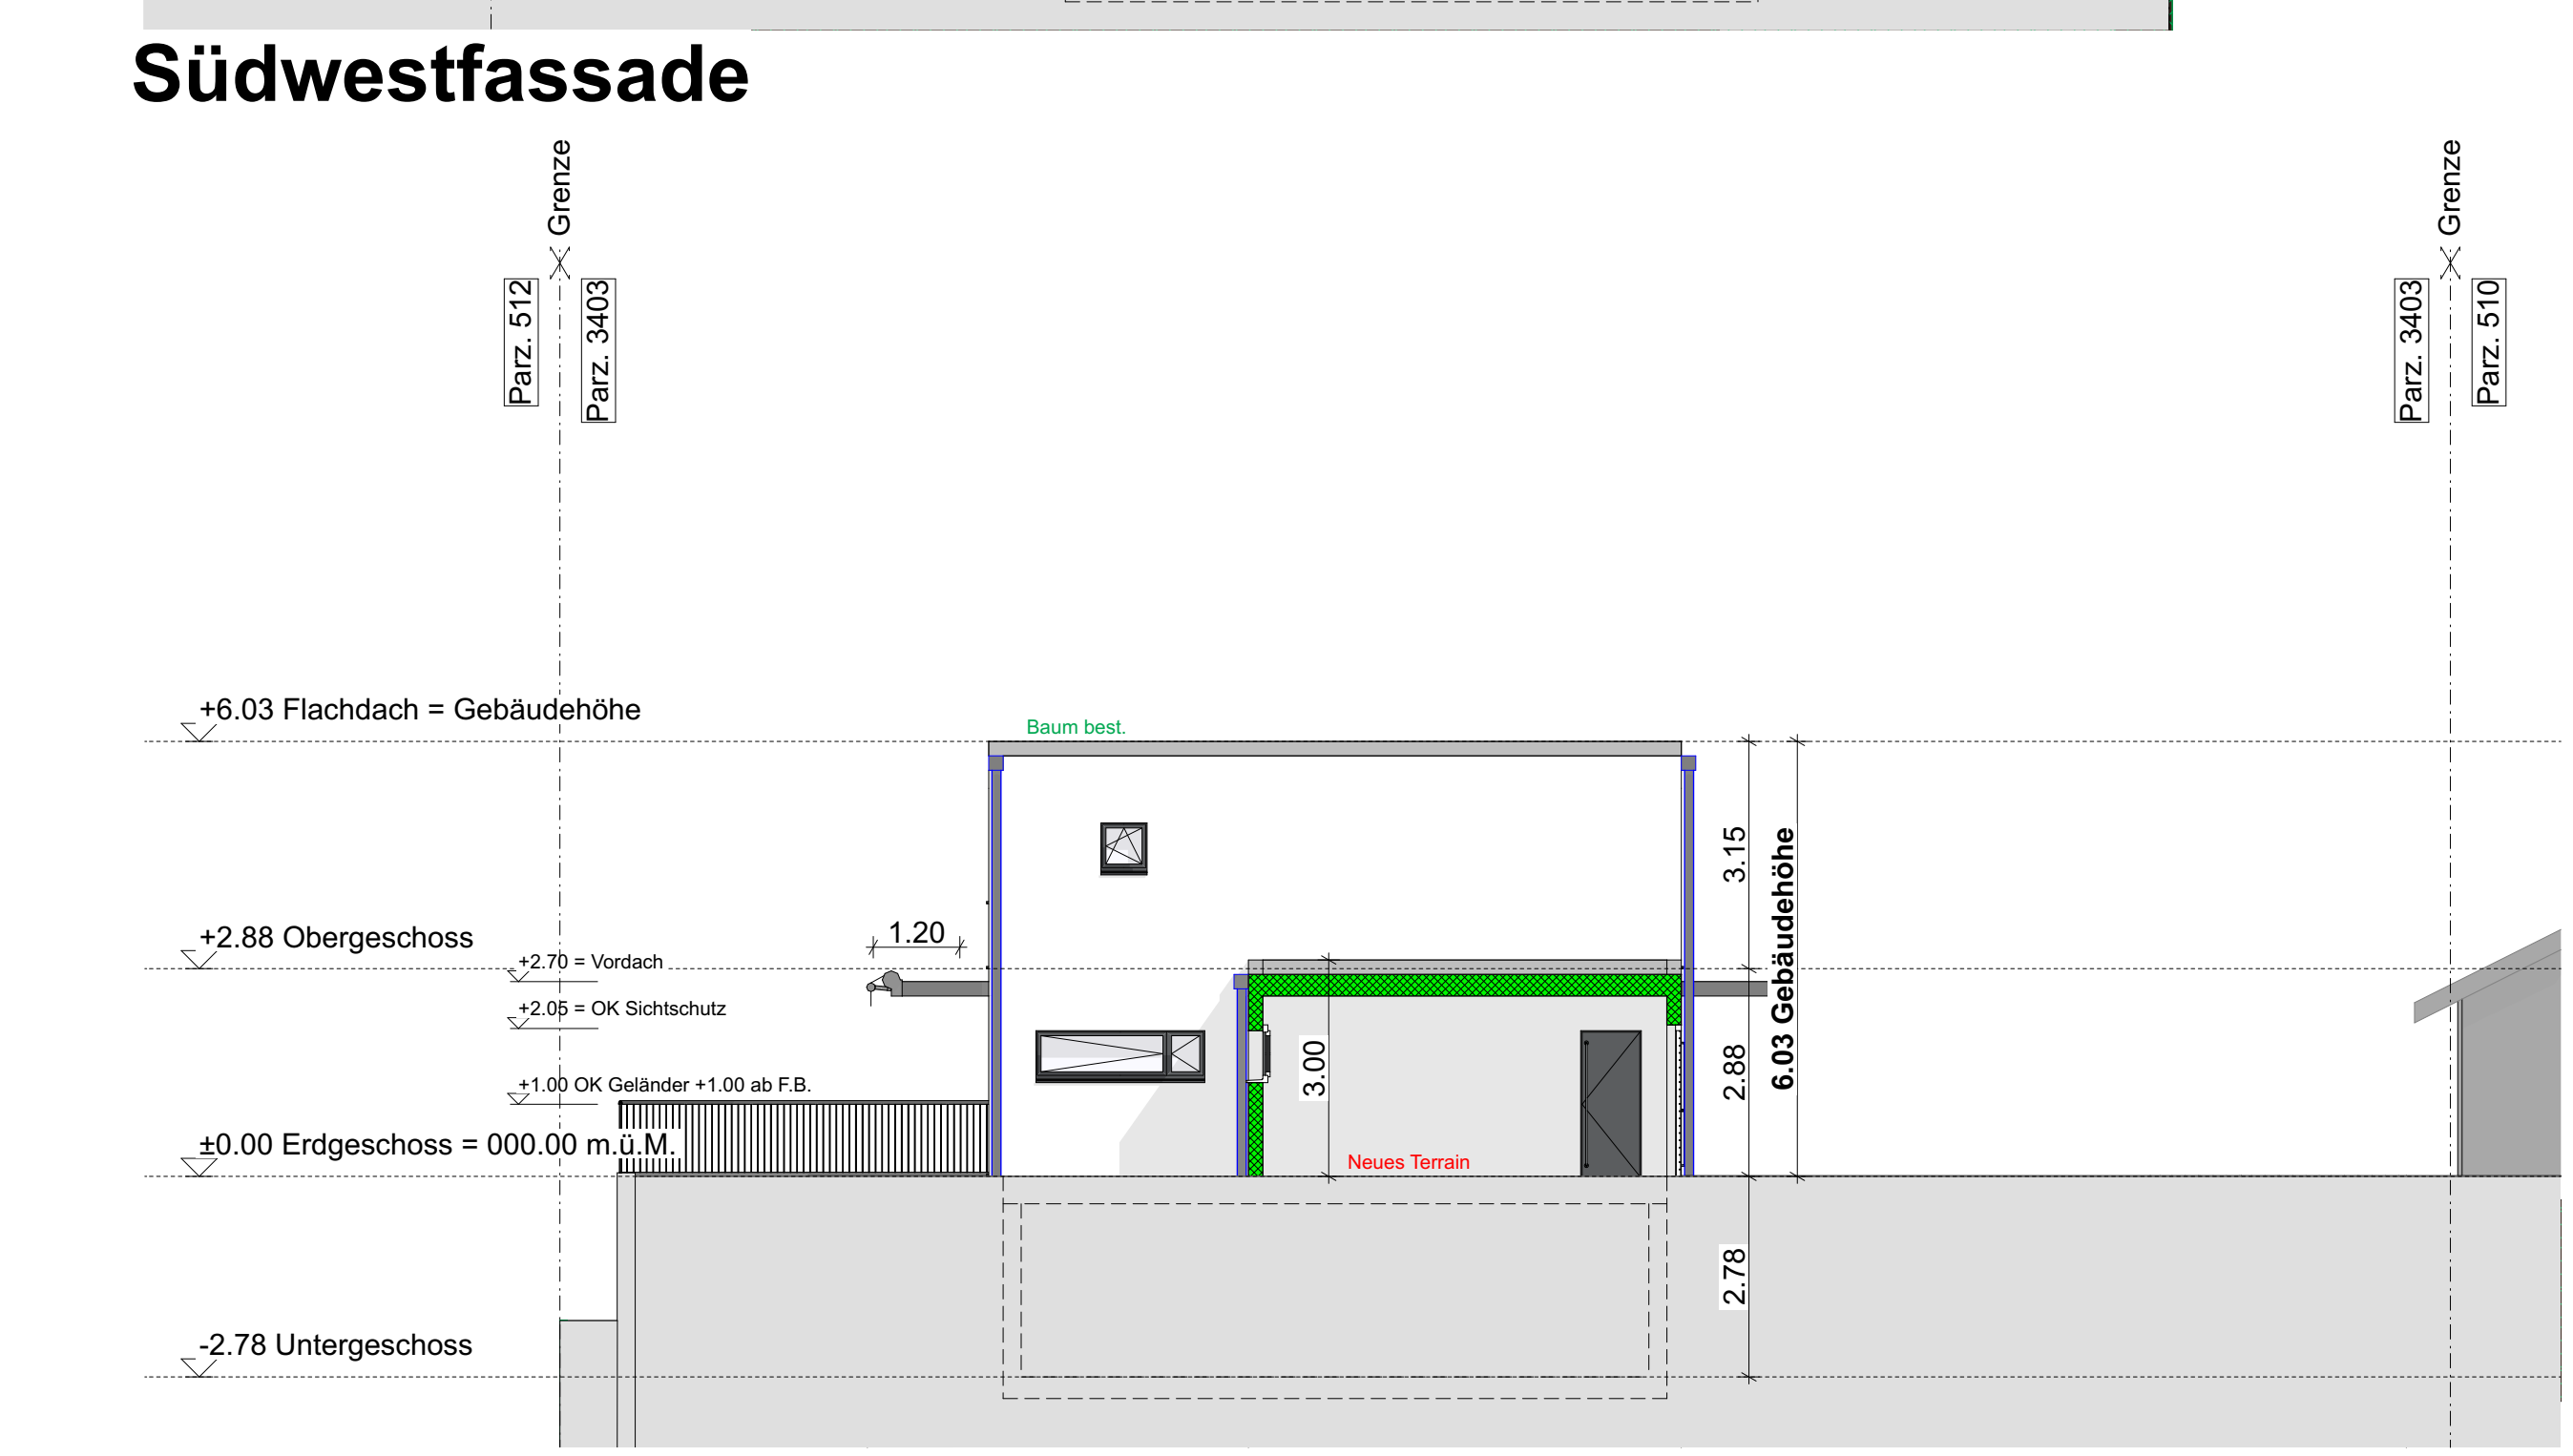 Südwestfassade
Grenze
Grenze
Parz. 512
Parz. 3403
Parz. 3403
Parz. 510
+6.03 Flachdach = Gebäudehöhe
Baum best.
3.15
6.03 Gebäudehöhe
+2.88 Obergeschoss
1.20
+2.70 = Vordach
+2.05 = OK Sichtschutz
3.00
2.88
+1.00 OK Geländer +1.00 ab F.B.
±0.00 Erdgeschoss = 000.00 m.ü.M.
Neues Terrain
2.78
-2.78 Untergeschoss